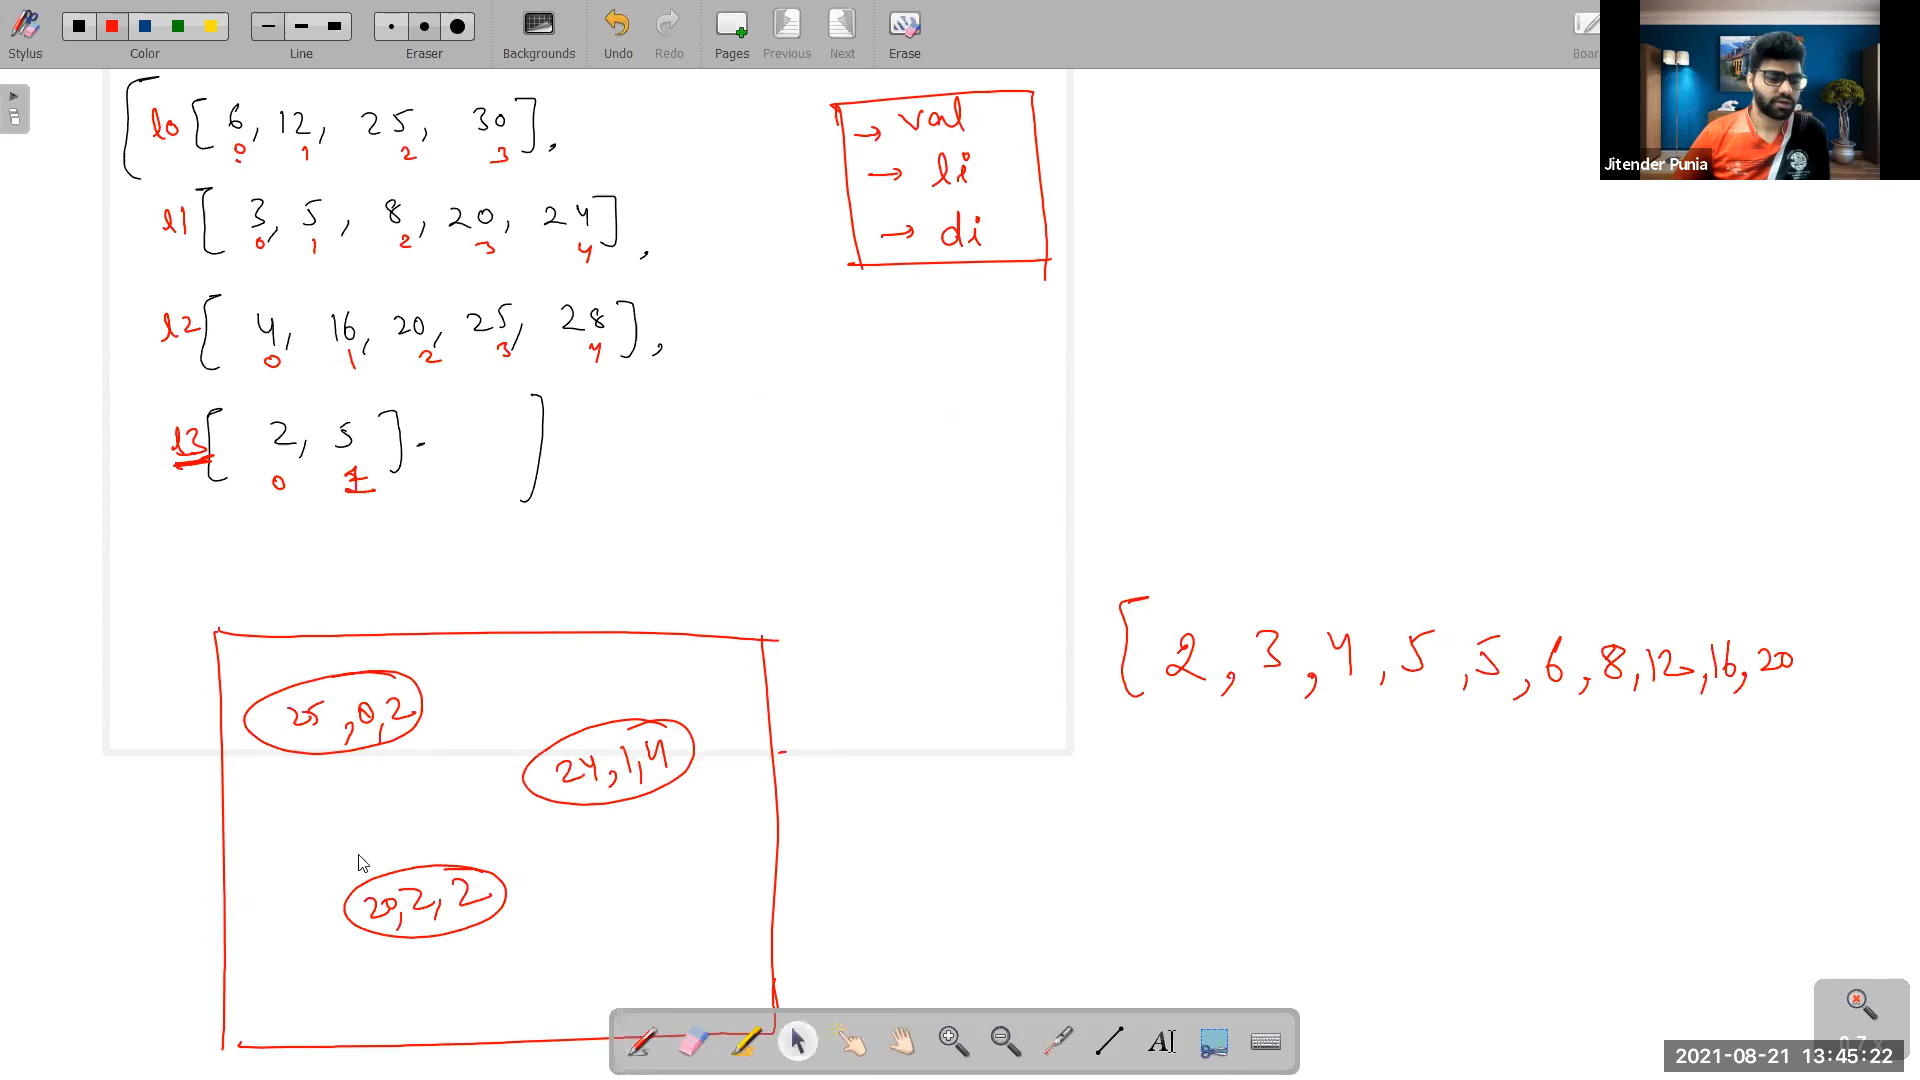 Stylus Color Line Eraser Backgrounds Undo Redo Pages Previous Next Erase Boar
Jitender Punia
[ l0 [ 6, 12, 25, 30 ],
0 1 2 3
l1 [ 3, 5, 8, 20, 24 ],
0 1 2 3 4
l2 [ 4, 16, 20, 25, 28 ],
0 1 2 3 4
l3 [ 2, 5 ]. ]
0 1
→ val
→ li
→ di
[ 2, 3, 4, 5, 5, 6, 8, 12, 16, 20
25, 0, 2
24, 1, 4
20, 2, 2
2021-08-21 13:45:22